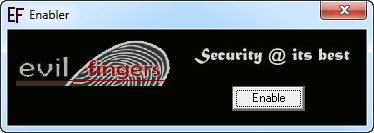 EF Enabler
evil fingers
Security @ its best
Enable